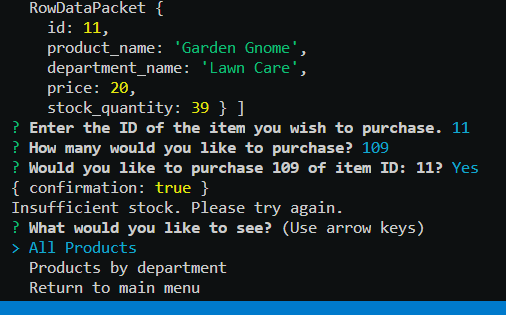 RowDataPacket {
id: 11,
product_name: 'Garden Gnome',
department_name: 'Lawn Care',
price: 20,
stock_quantity: 39 } ]
? Enter the ID of the item you wish to purchase. 11
? How many would you like to purchase? 109
? Would you like to purchase 109 of item ID: 11? Yes
{ confirmation: true }
Insufficient stock. Please try again.
? What would you like to see? (Use arrow keys)
> All Products
Products by department
Return to main menu